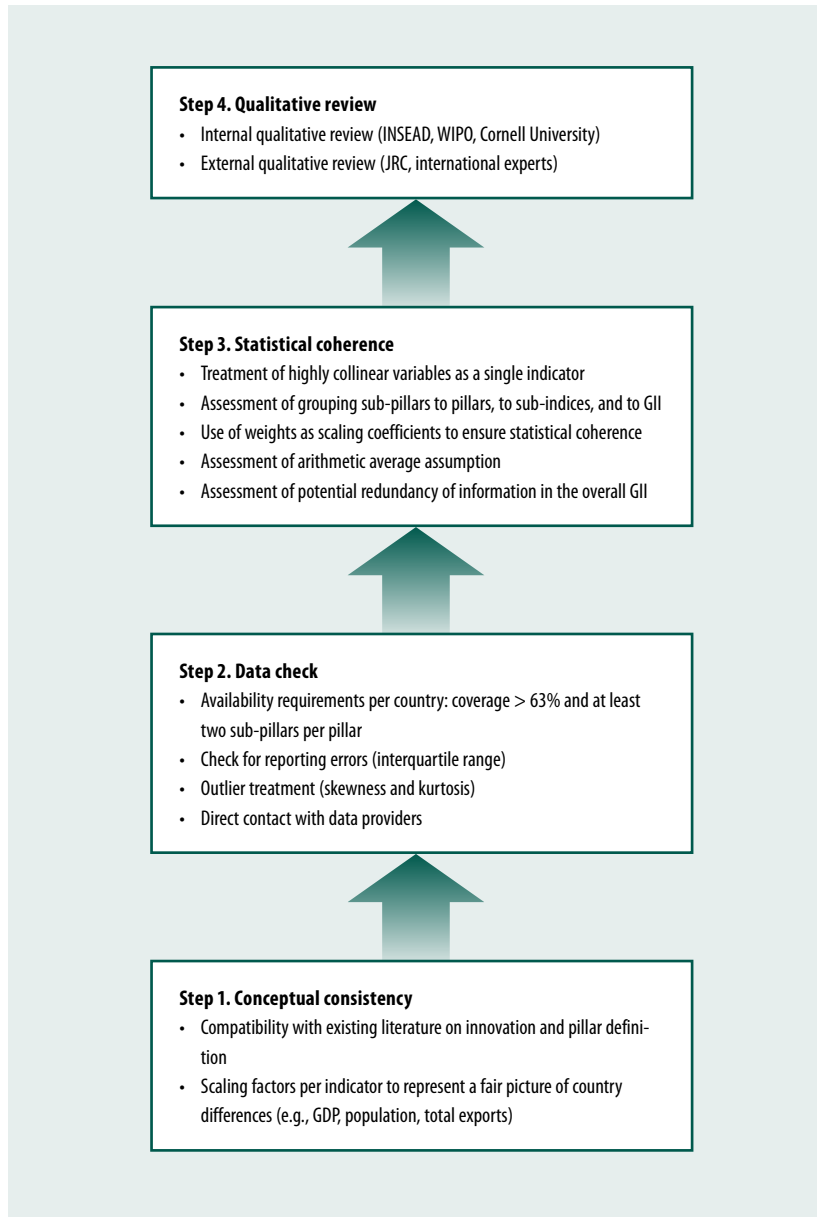 Step 4. Qualitative review
• Internal qualitative review (INSEAD, WIPO, Cornell University)
• External qualitative review (JRC, international experts)
Step 3. Statistical coherence
• Treatment of highly collinear variables as a single indicator
• Assessment of grouping sub-pillars to pillars, to sub-indices, and to GII
• Use of weights as scaling coefficients to ensure statistical coherence
• Assessment of arithmetic average assumption
• Assessment of potential redundancy of information in the overall GII
Step 2. Data check
• Availability requirements per country: coverage > 63% and at least
two sub-pillars per pillar
• Check for reporting errors (interquartile range)
• Outlier treatment (skewness and kurtosis)
• Direct contact with data providers
Step 1. Conceptual consistency
• Compatibility with existing literature on innovation and pillar defini-
tion
• Scaling factors per indicator to represent a fair picture of country
differences (e.g., GDP, population, total exports)